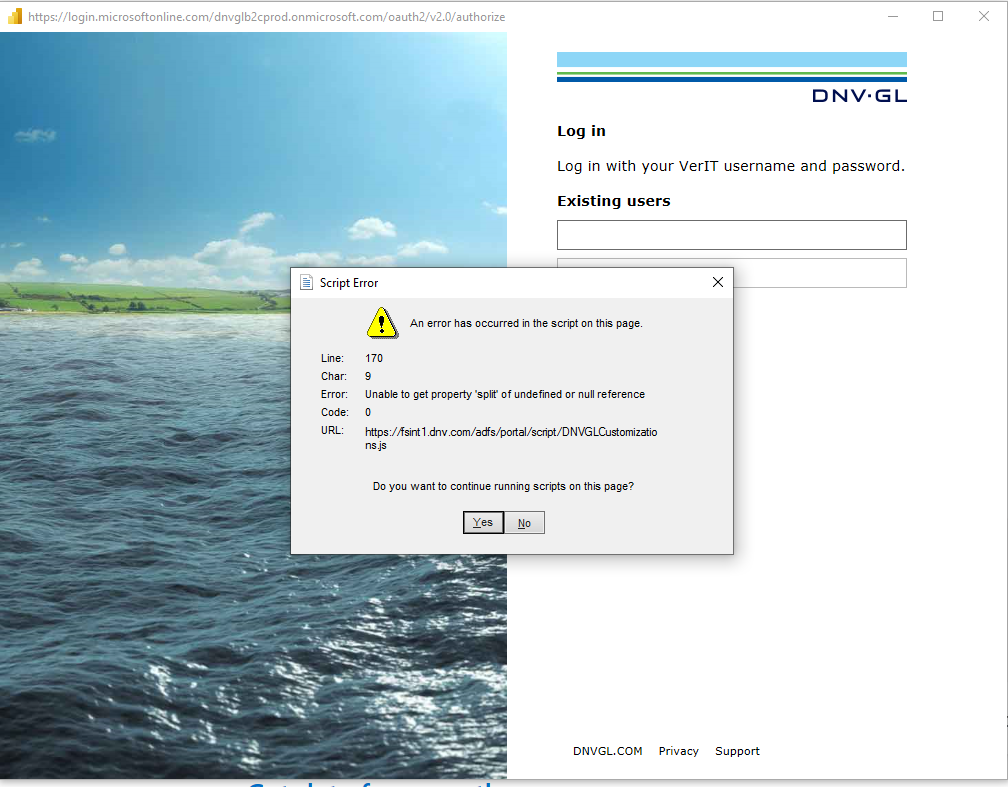 https://login.microsoftonline.com/dnvglb2cprod.onmicrosoft.com/oauth2/v2.0/authorize
DNV·GL
Log in
Log in with your VerIT username and password.
Existing users
Script Error
An error has occurred in the script on this page.
Line: 170
Char: 9
Error: Unable to get property 'split' of undefined or null reference
Code: 0
URL: https://fsint1.dnv.com/adfs/portal/script/DNVGLCustomizatio
ns.js
Do you want to continue running scripts on this page?
Yes No
DNVGL.COM Privacy Support